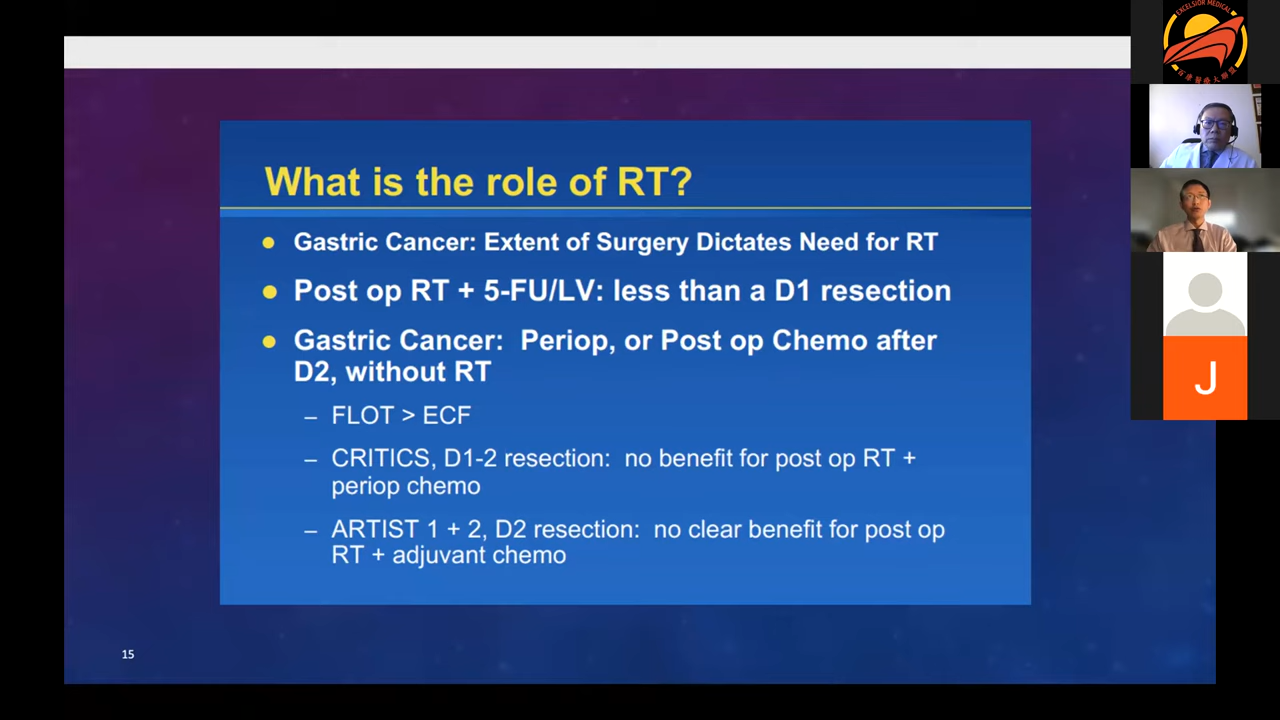 What is the role of RT?
● Gastric Cancer: Extent of Surgery Dictates Need for RT
● Post op RT + 5-FU/LV: less than a D1 resection
● Gastric Cancer: Periop, or Post op Chemo after
D2, without RT
– FLOT > ECF
– CRITICS, D1-2 resection: no benefit for post op RT +
periop chemo
– ARTIST 1 + 2, D2 resection: no clear benefit for post op
RT + adjuvant chemo
15
EXCELSIOR MEDICAL
J